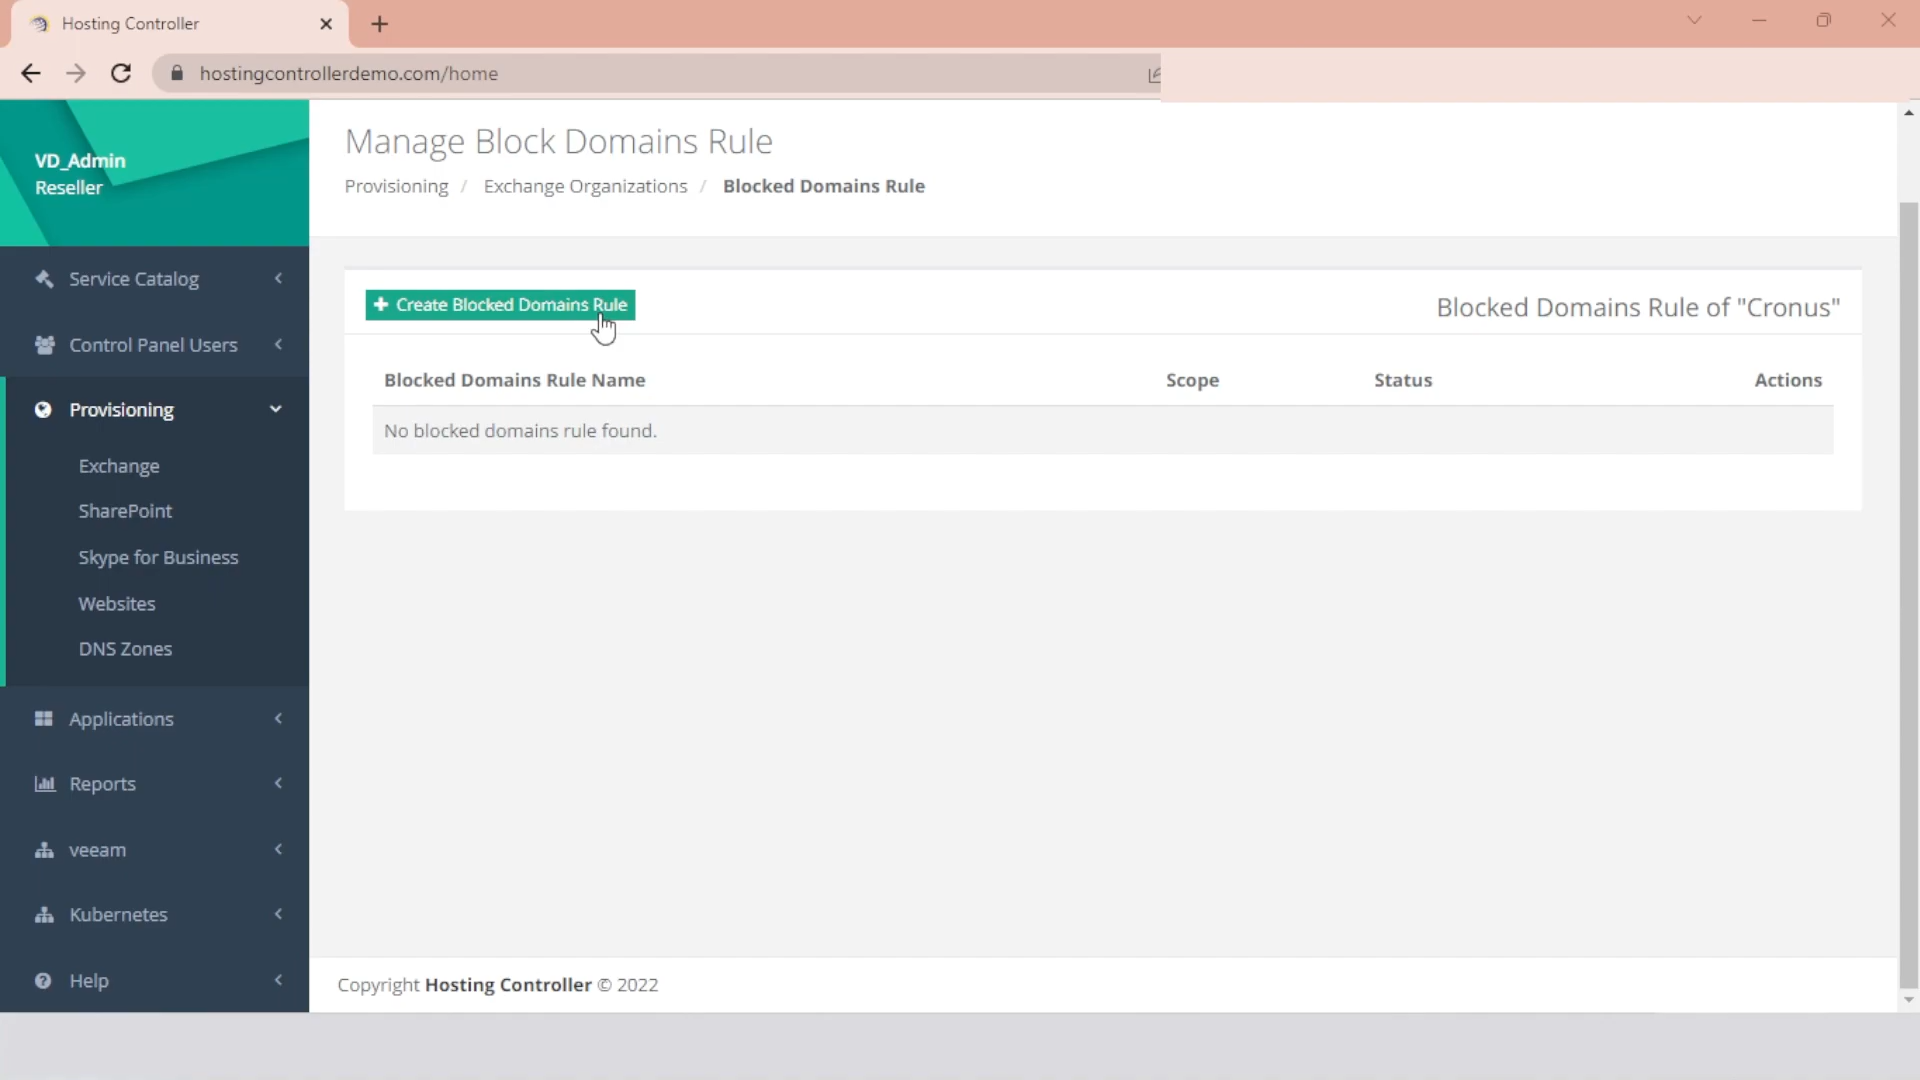 Hosting Controller
hostingcontrollerdemo.com/home
VD_Admin
Reseller
Service Catalog
Control Panel Users
Provisioning
Exchange
SharePoint
Skype for Business
Websites
DNS Zones
Applications
Reports
veeam
Kubernetes
Help
Manage Block Domains Rule
Provisioning / Exchange Organizations / Blocked Domains Rule
+ Create Blocked Domains Rule
Blocked Domains Rule of "Cronus"
Blocked Domains Rule Name Scope Status Actions
No blocked domains rule found.
Copyright Hosting Controller © 2022